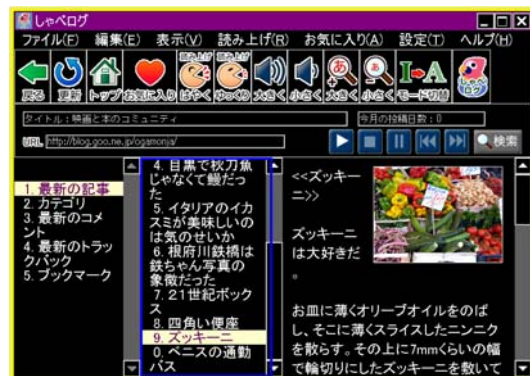 しゃべログ
ファイル(F) 編集(E) 表示(V) 読み上げ(R) お気に入り(A) 設定(T) ヘルプ(H)
読み上げ 読み上げ
戻る 更新 トップ お気に入り はやく ゆっくり 大きく 小さく 大きく 小さく モード切替 しゃべログ
タイトル:映画と本のコミュニティ 今月の投稿日数:0
URL http://blog.goo.ne.jp/ogamonja/ 検索
1. 最新の記事
2. カテゴリ
3. 最新のコメ
ント
4. 最新のトラッ
クバック
5. ブックマーク
4. 目黒で秋刀魚
じゃなくて鰻だっ
た
5. イタリアのイカ
スミが美味しいの
は気のせいか
6. 根府川鉄橋は
鉄ちゃん写真の
象徴だった
7. 21世紀ボック
ス
8. 四角い便座
9. ズッキーニ
0. ベニスの通勤
バス
<<ズッキー
ニ>>
ズッキーニ
は大好きだ
。
お皿に薄くオリーブオイルをのば
し、そこに薄くスライスしたニンニク
を散らす。その上に7mmくらいの幅
で輪切りにしたズッキーニを敷いて